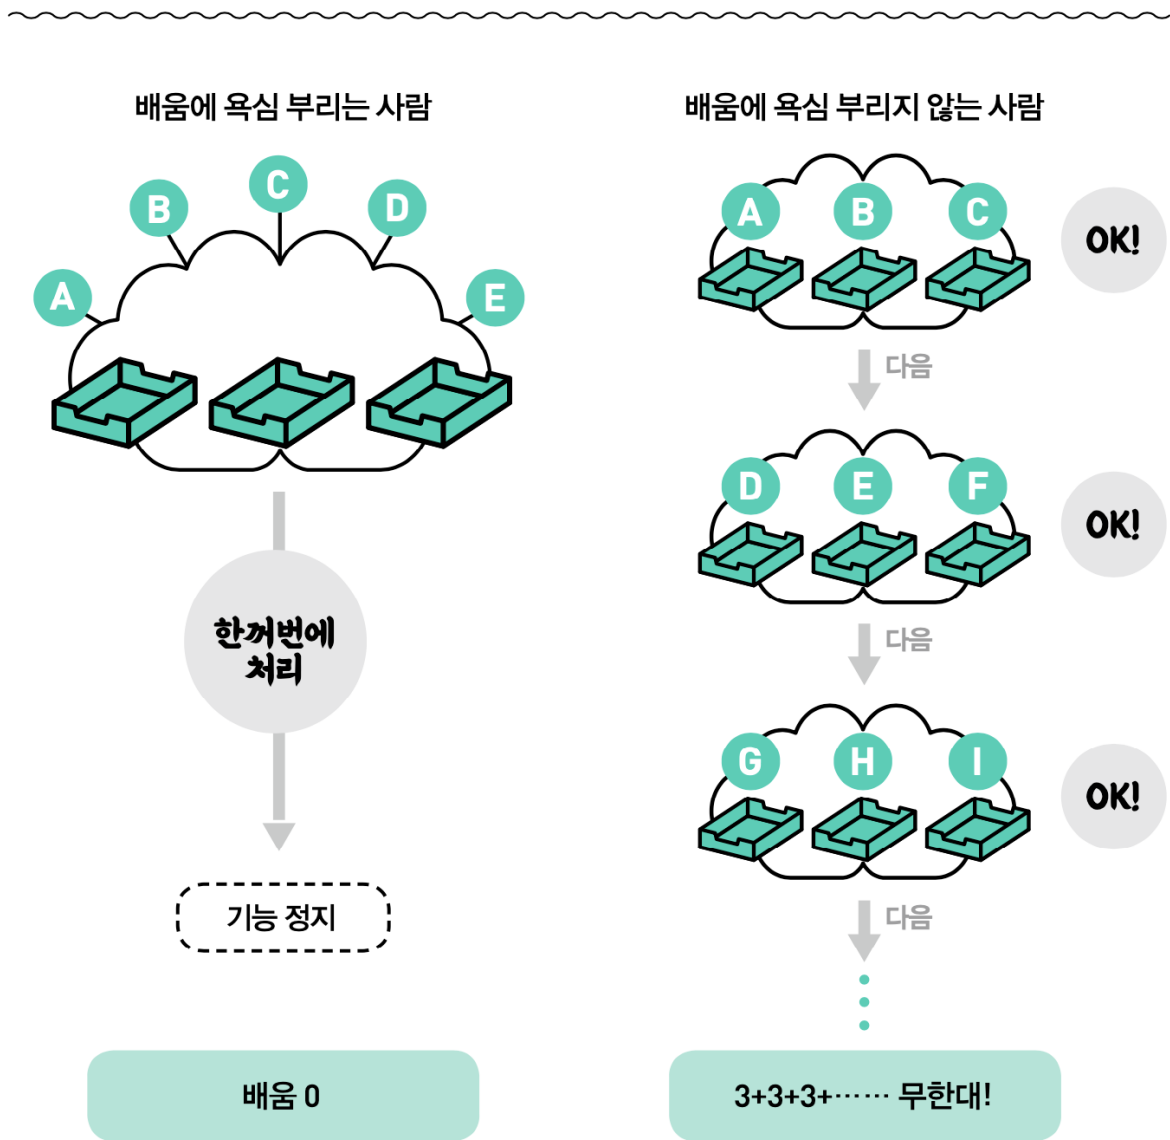 배움에 욕심 부리는 사람
A
B
C
D
E
한꺼번에
처리
기능 정지
배움 0
배움에 욕심 부리지 않는 사람
A B C
OK!
다음
D E F
OK!
다음
G H I
OK!
다음
3+3+3+…… 무한대!